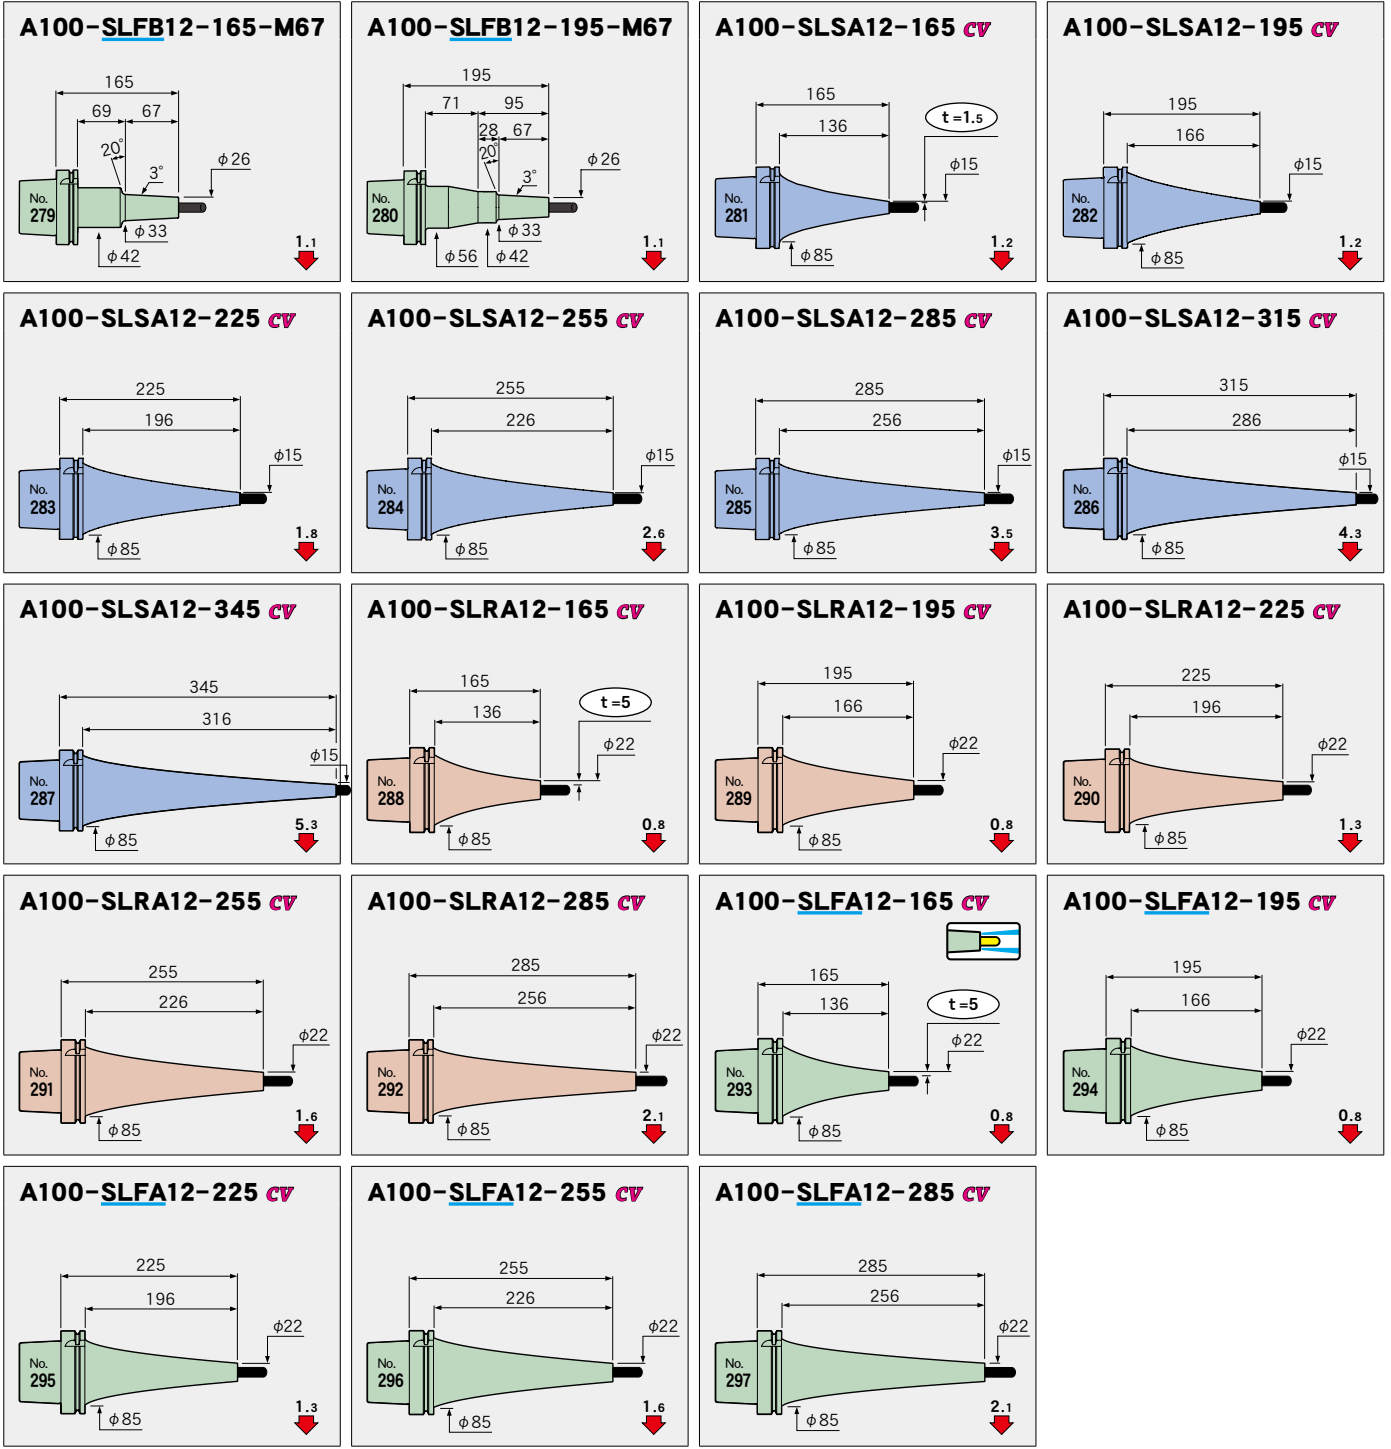 A100-SLFB12-165-M67
165
69
67
20°
3°
φ26
No.
279
φ33
φ42
1.1
A100-SLFB12-195-M67
195
71
95
28
67
20°
3°
φ26
No.
280
φ33
φ56
φ42
1.1
A100-SLSA12-165 CV
165
t=1.5
136
φ15
No.
281
φ85
1.2
A100-SLSA12-195 CV
195
166
φ15
No.
282
φ85
1.2
A100-SLSA12-225 CV
225
196
φ15
No.
283
φ85
1.8
A100-SLSA12-255 CV
255
226
φ15
No.
284
φ85
2.6
A100-SLSA12-285 CV
285
256
φ15
No.
285
φ85
3.5
A100-SLSA12-315 CV
315
286
φ15
No.
286
φ85
4.3
A100-SLSA12-345 CV
345
316
φ15
No.
287
φ85
5.3
A100-SLRA12-165 CV
165
t=5
136
φ22
No.
288
φ85
0.8
A100-SLRA12-195 CV
195
166
φ22
No.
289
φ85
0.8
A100-SLRA12-225 CV
225
196
φ22
No.
290
φ85
1.3
A100-SLRA12-255 CV
255
226
φ22
No.
291
φ85
1.6
A100-SLRA12-285 CV
285
256
φ22
No.
292
φ85
2.1
A100-SLFA12-165 CV
165
t=5
136
φ22
No.
293
φ85
0.8
A100-SLFA12-195 CV
195
166
φ22
No.
294
φ85
0.8
A100-SLFA12-225 CV
225
196
φ22
No.
295
φ85
1.3
A100-SLFA12-255 CV
255
226
φ22
No.
296
φ85
1.6
A100-SLFA12-285 CV
285
256
φ22
No.
297
φ85
2.1